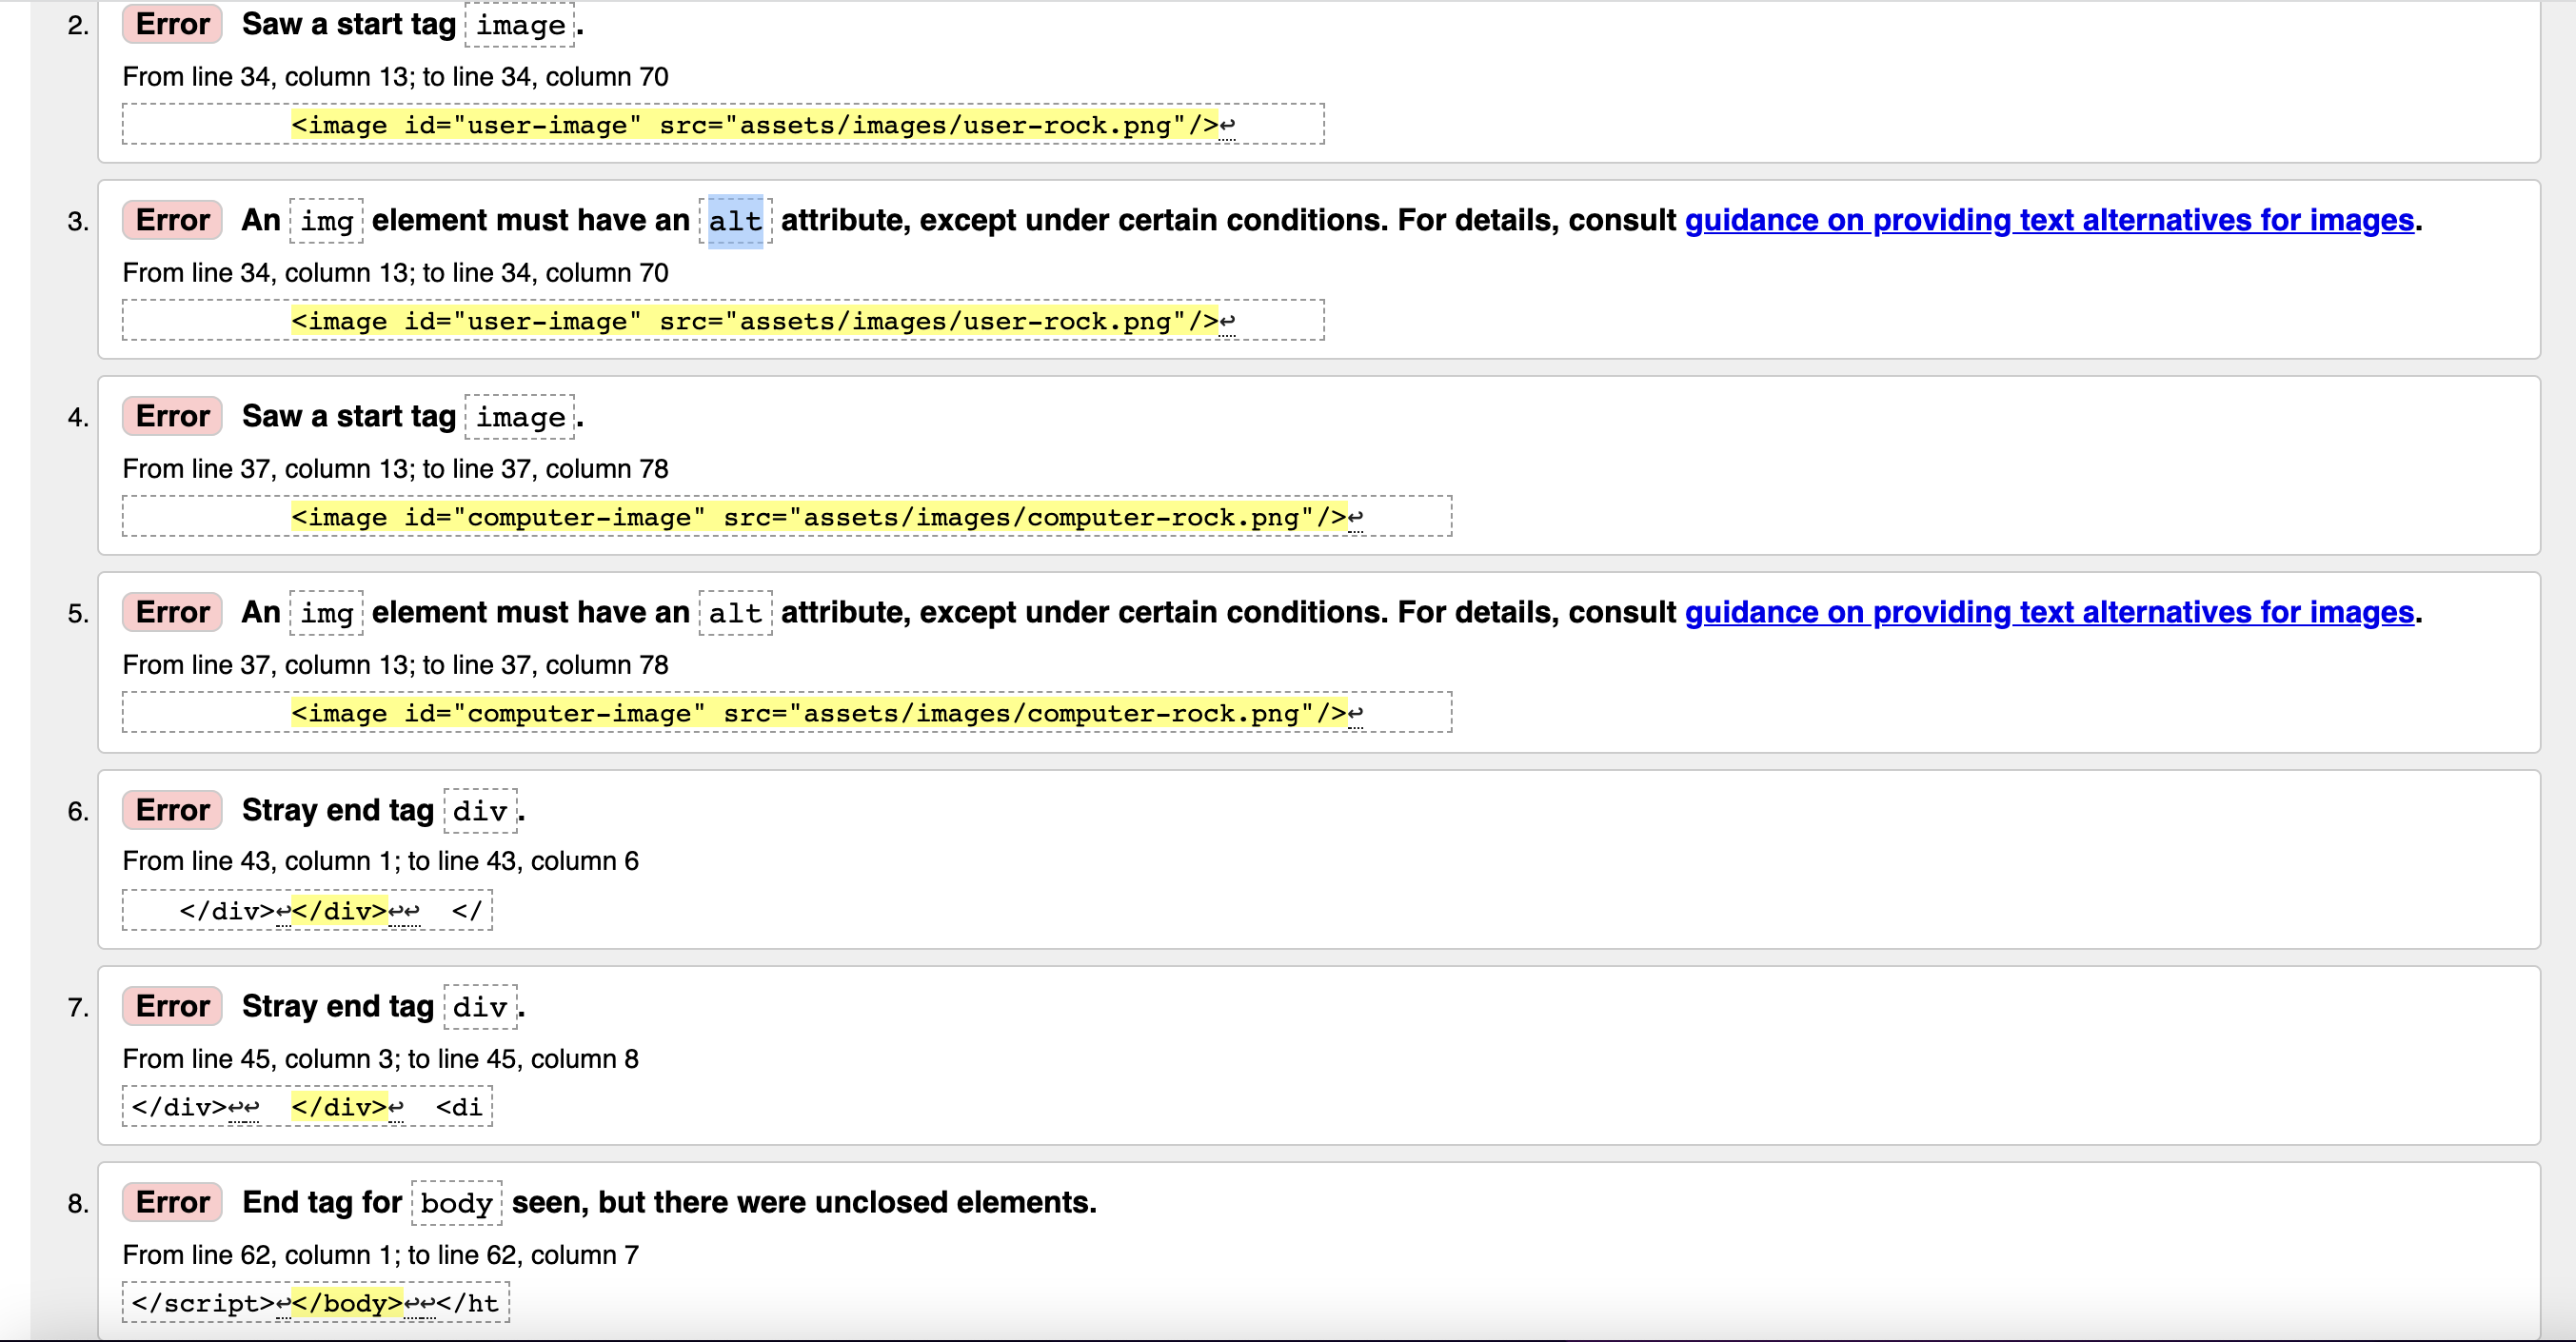 2. Error Saw a start tag image.
From line 34, column 13; to line 34, column 70
<image id="user-image" src="assets/images/user-rock.png"/>↩
3. Error An img element must have an alt attribute, except under certain conditions. For details, consult guidance on providing text alternatives for images.
From line 34, column 13; to line 34, column 70
<image id="user-image" src="assets/images/user-rock.png"/>↩
4. Error Saw a start tag image.
From line 37, column 13; to line 37, column 78
<image id="computer-image" src="assets/images/computer-rock.png"/>↩
5. Error An img element must have an alt attribute, except under certain conditions. For details, consult guidance on providing text alternatives for images.
From line 37, column 13; to line 37, column 78
<image id="computer-image" src="assets/images/computer-rock.png"/>↩
6. Error Stray end tag div.
From line 43, column 1; to line 43, column 6
</div>↩</div>↩↩  </
7. Error Stray end tag div.
From line 45, column 3; to line 45, column 8
</div>↩↩  </div>↩  <di
8. Error End tag for body seen, but there were unclosed elements.
From line 62, column 1; to line 62, column 7
</script>↩</body>↩↩</ht